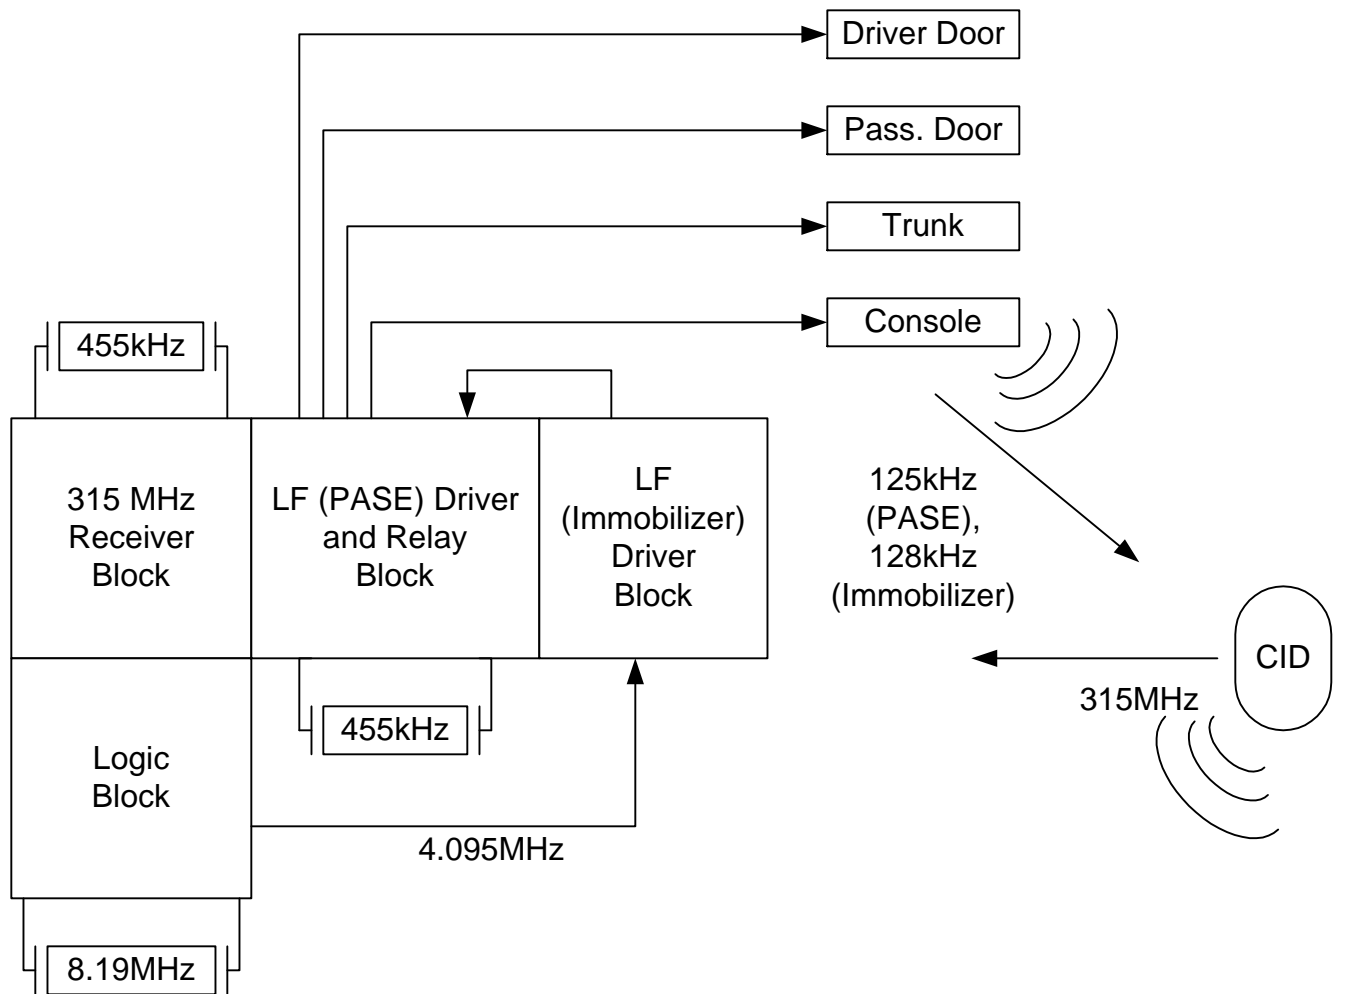 Driver Door
Pass. Door
Trunk
Console
455kHz
315 MHz
Receiver
Block
LF (PASE) Driver
and Relay
Block
LF
(Immobilizer)
Driver
Block
125kHz
(PASE),
128kHz
(Immobilizer)
CID
315MHz
455kHz
Logic
Block
4.095MHz
8.19MHz